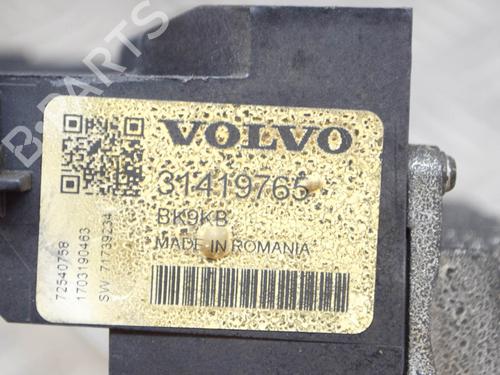 VOLVO
31419765
BK9KB
MADE IN ROMANIA
72540758
1703190463
SW 71739234
B-PARTS